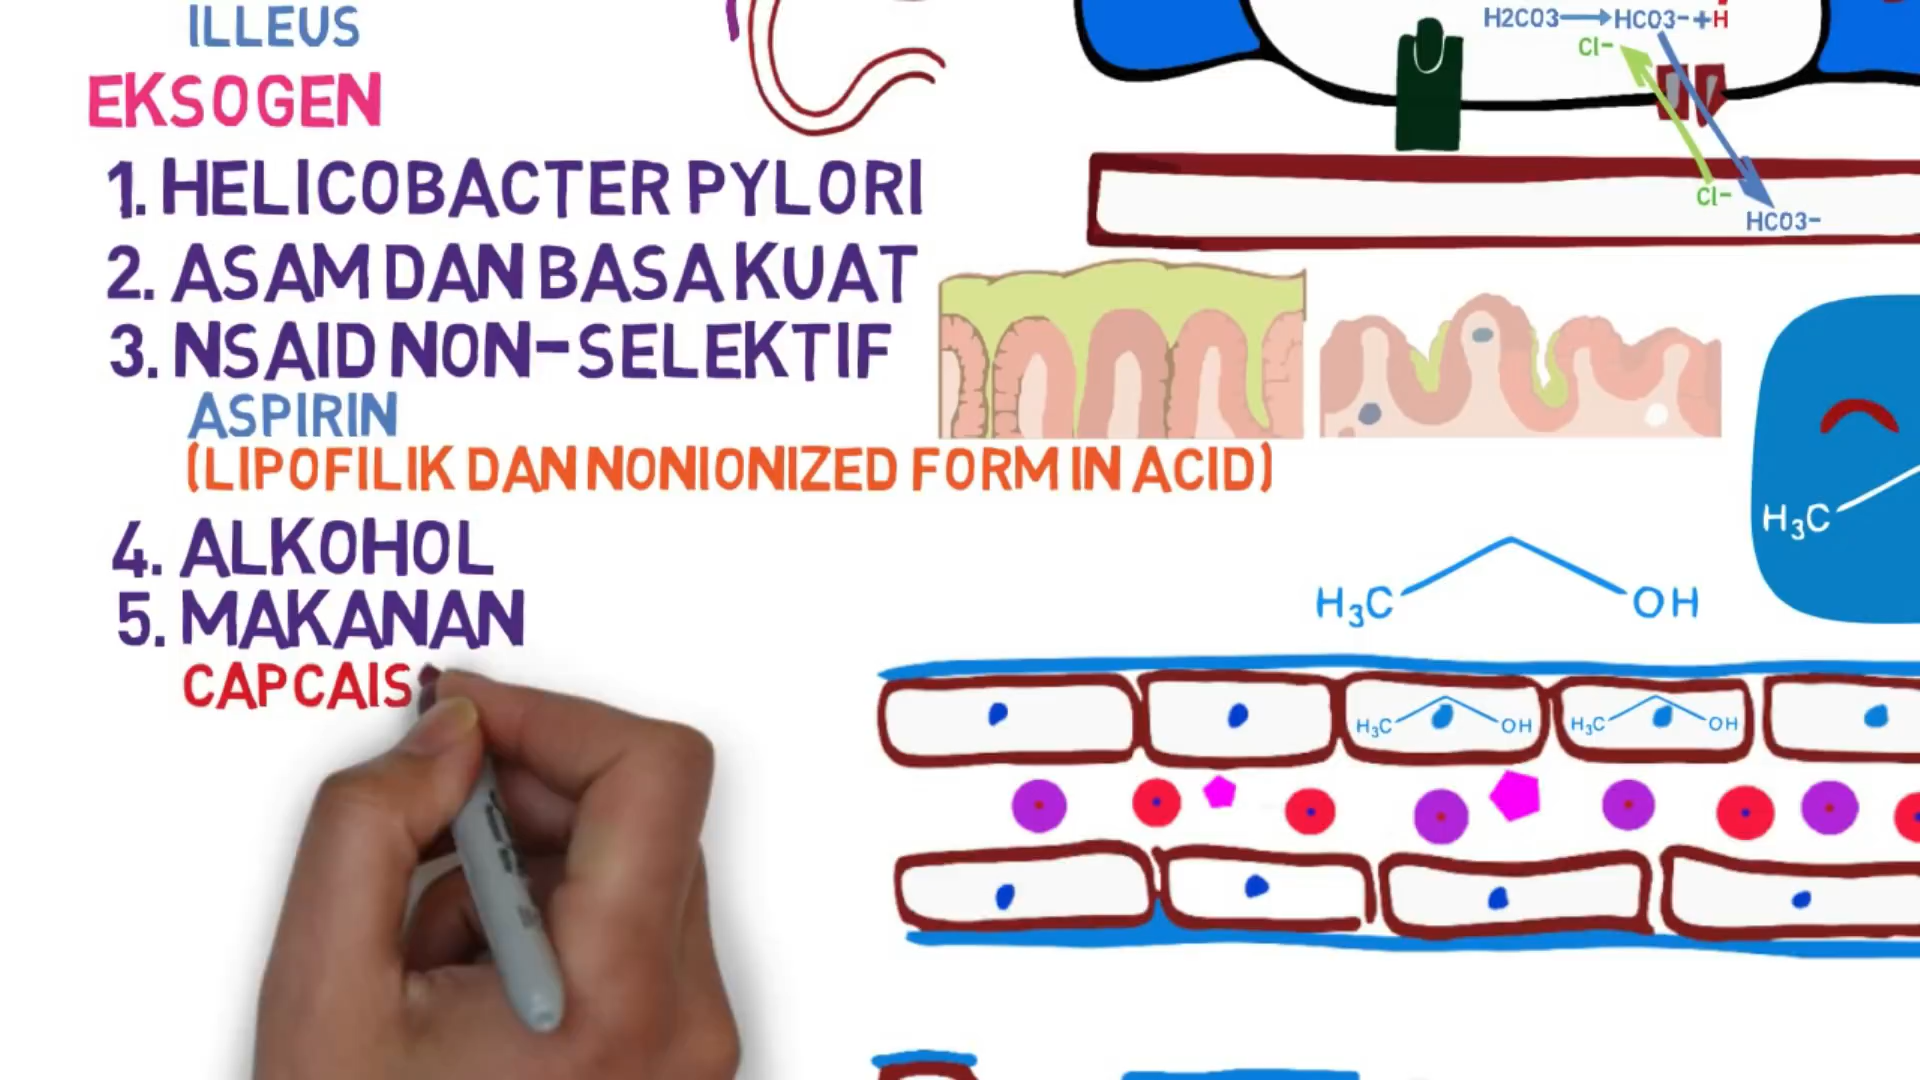 ILLEUS
EKSOGEN
1. HELICOBACTER PYLORI
2. ASAM DAN BASA KUAT
3. NSAID NON-SELEKTIF
ASPIRIN
(LIPOFILIK DAN NONIONIZED FORM IN ACID)
4. ALKOHOL
5. MAKANAN
CAPCAIS
H2CO3 HCO3-+H
Cl-
Cl-
HCO3-
H₃C
H₃C OH
H₃C OH H₃C OH